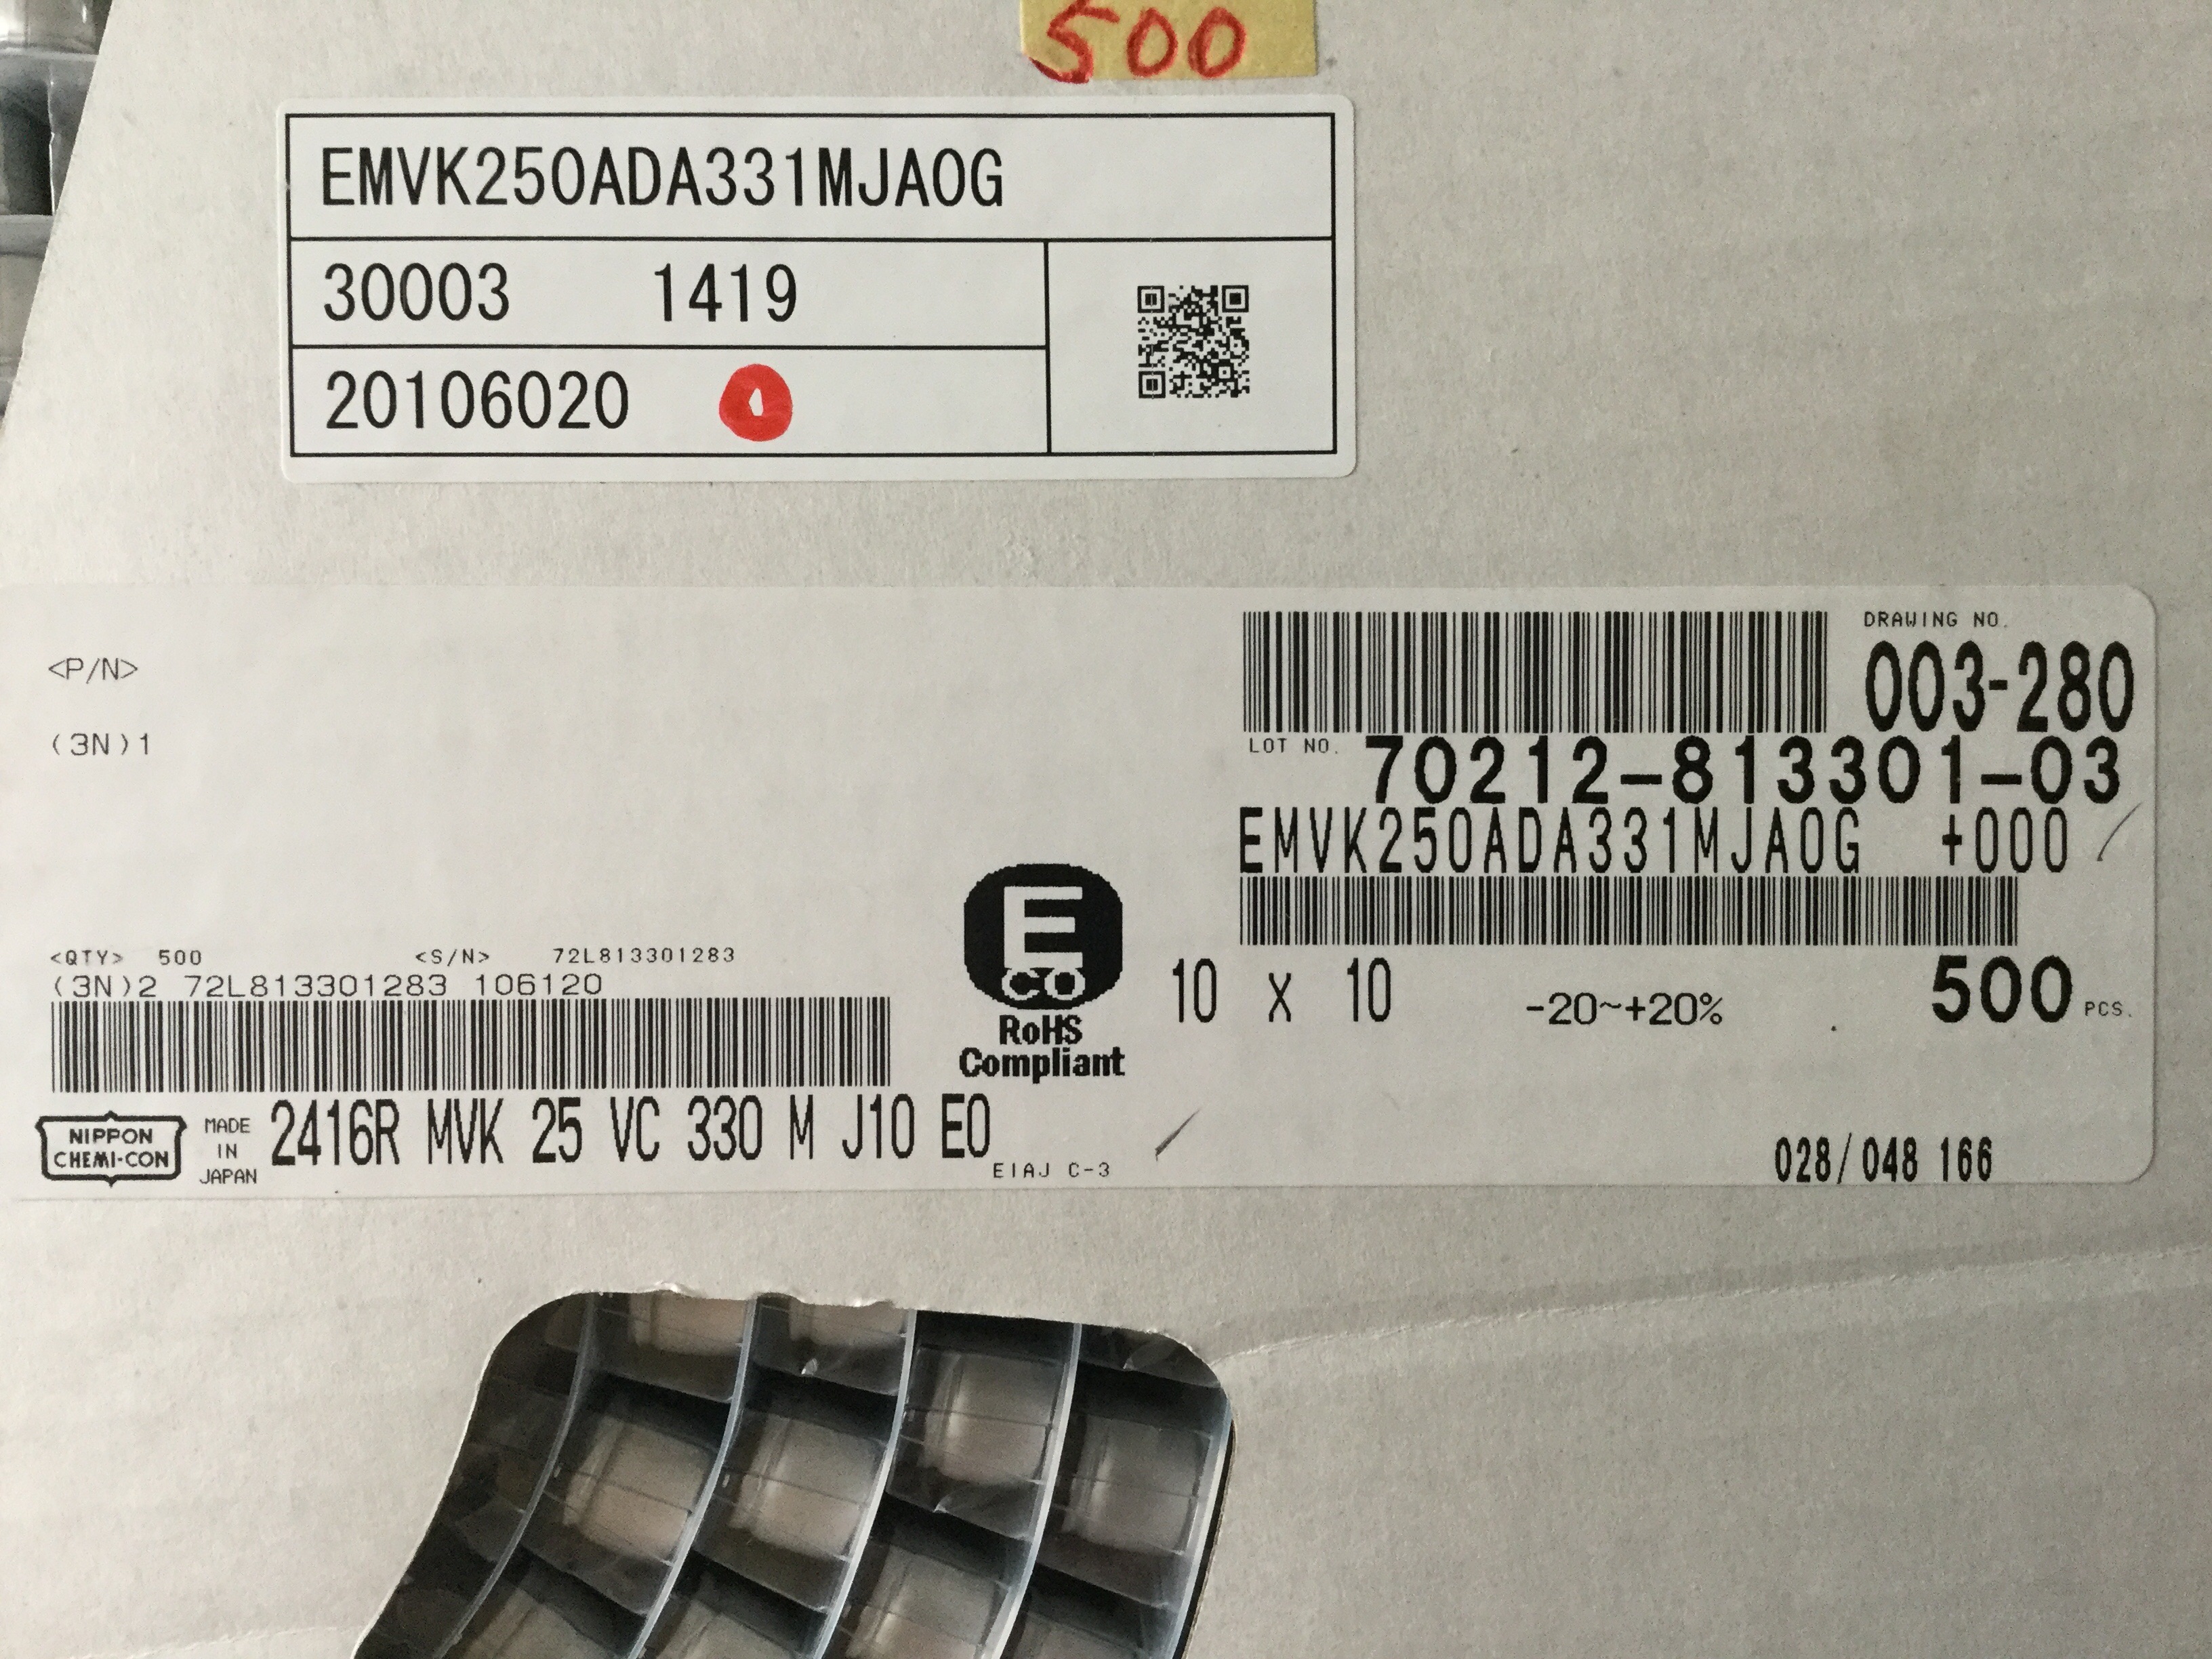 500
EMVK250ADA331MJA0G
30003 1419
20106020
<P/N>
(3N)1
DRAWING NO.
003-280
LOT NO. 70212-813301-03
EMVK250ADA331MJA0G +000
<QTY> 500 <S/N> 72L813301283
(3N)2 72L813301283 106120
E
CO
RoHS
Compliant
10 x 10 -20~+20% 500 PCS.
NIPPON
CHEMI-CON
MADE
IN
JAPAN
2416R MVK 25 VC 330 M J10 E0
EIAJ C-3
028/048 166